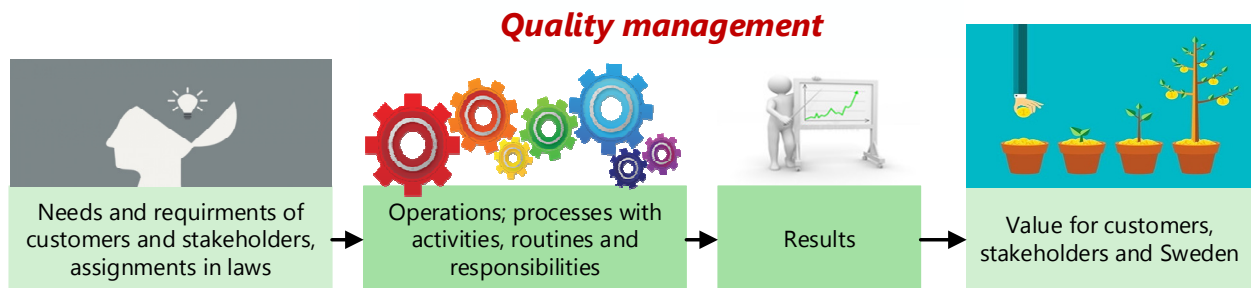 Quality management
Needs and requirments of
customers and stakeholders,
assignments in laws
Operations; processes with
activities, routines and
responsibilities
Results
Value for customers,
stakeholders and Sweden